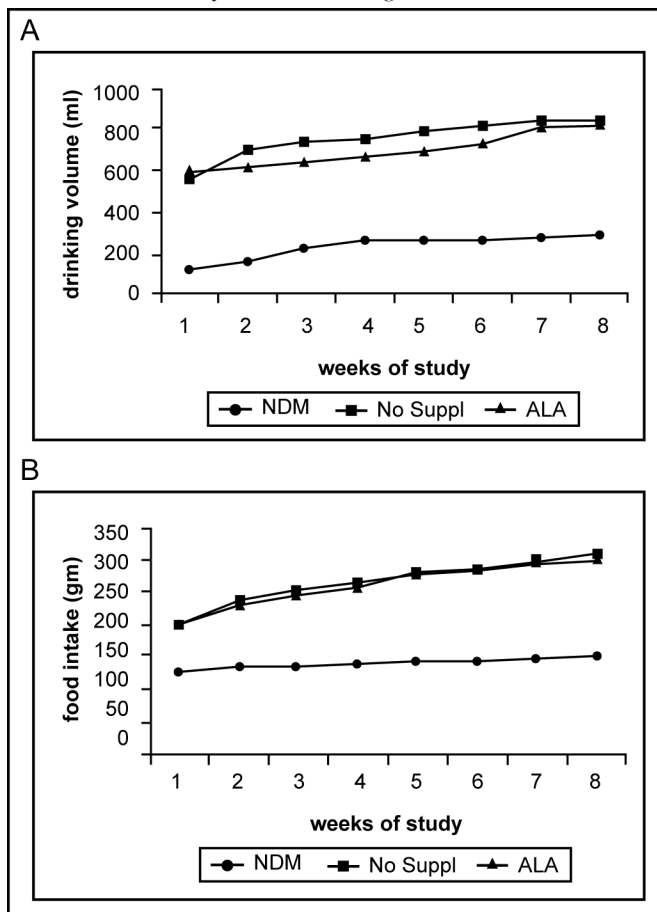 A
1000
800
600
400
200
0
drinking volume (ml)
1 2 3 4 5 6 7 8
weeks of study
NDM No Suppl ALA
B
350
300
250
200
150
100
50
0
food intake (gm)
1 2 3 4 5 6 7 8
weeks of study
NDM No Suppl ALA